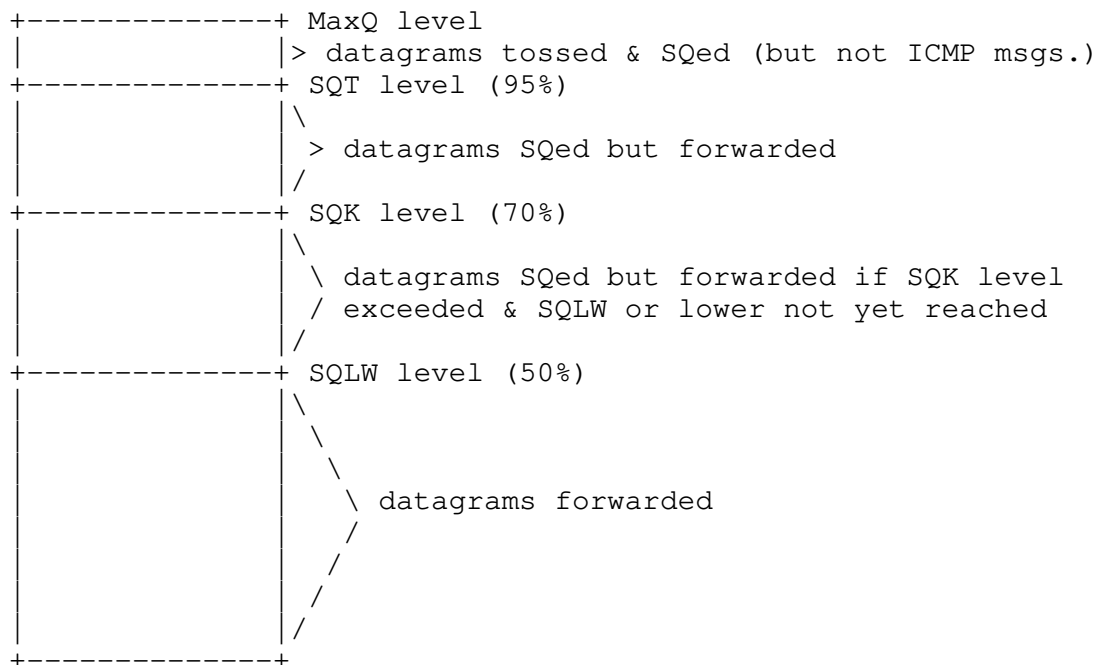 MaxQ level
> datagrams tossed & SQed (but not ICMP msgs.)
SQT level (95%)
> datagrams SQed but forwarded
SQK level (70%)
datagrams SQed but forwarded if SQK level
exceeded & SQLW or lower not yet reached
SQLW level (50%)
datagrams forwarded